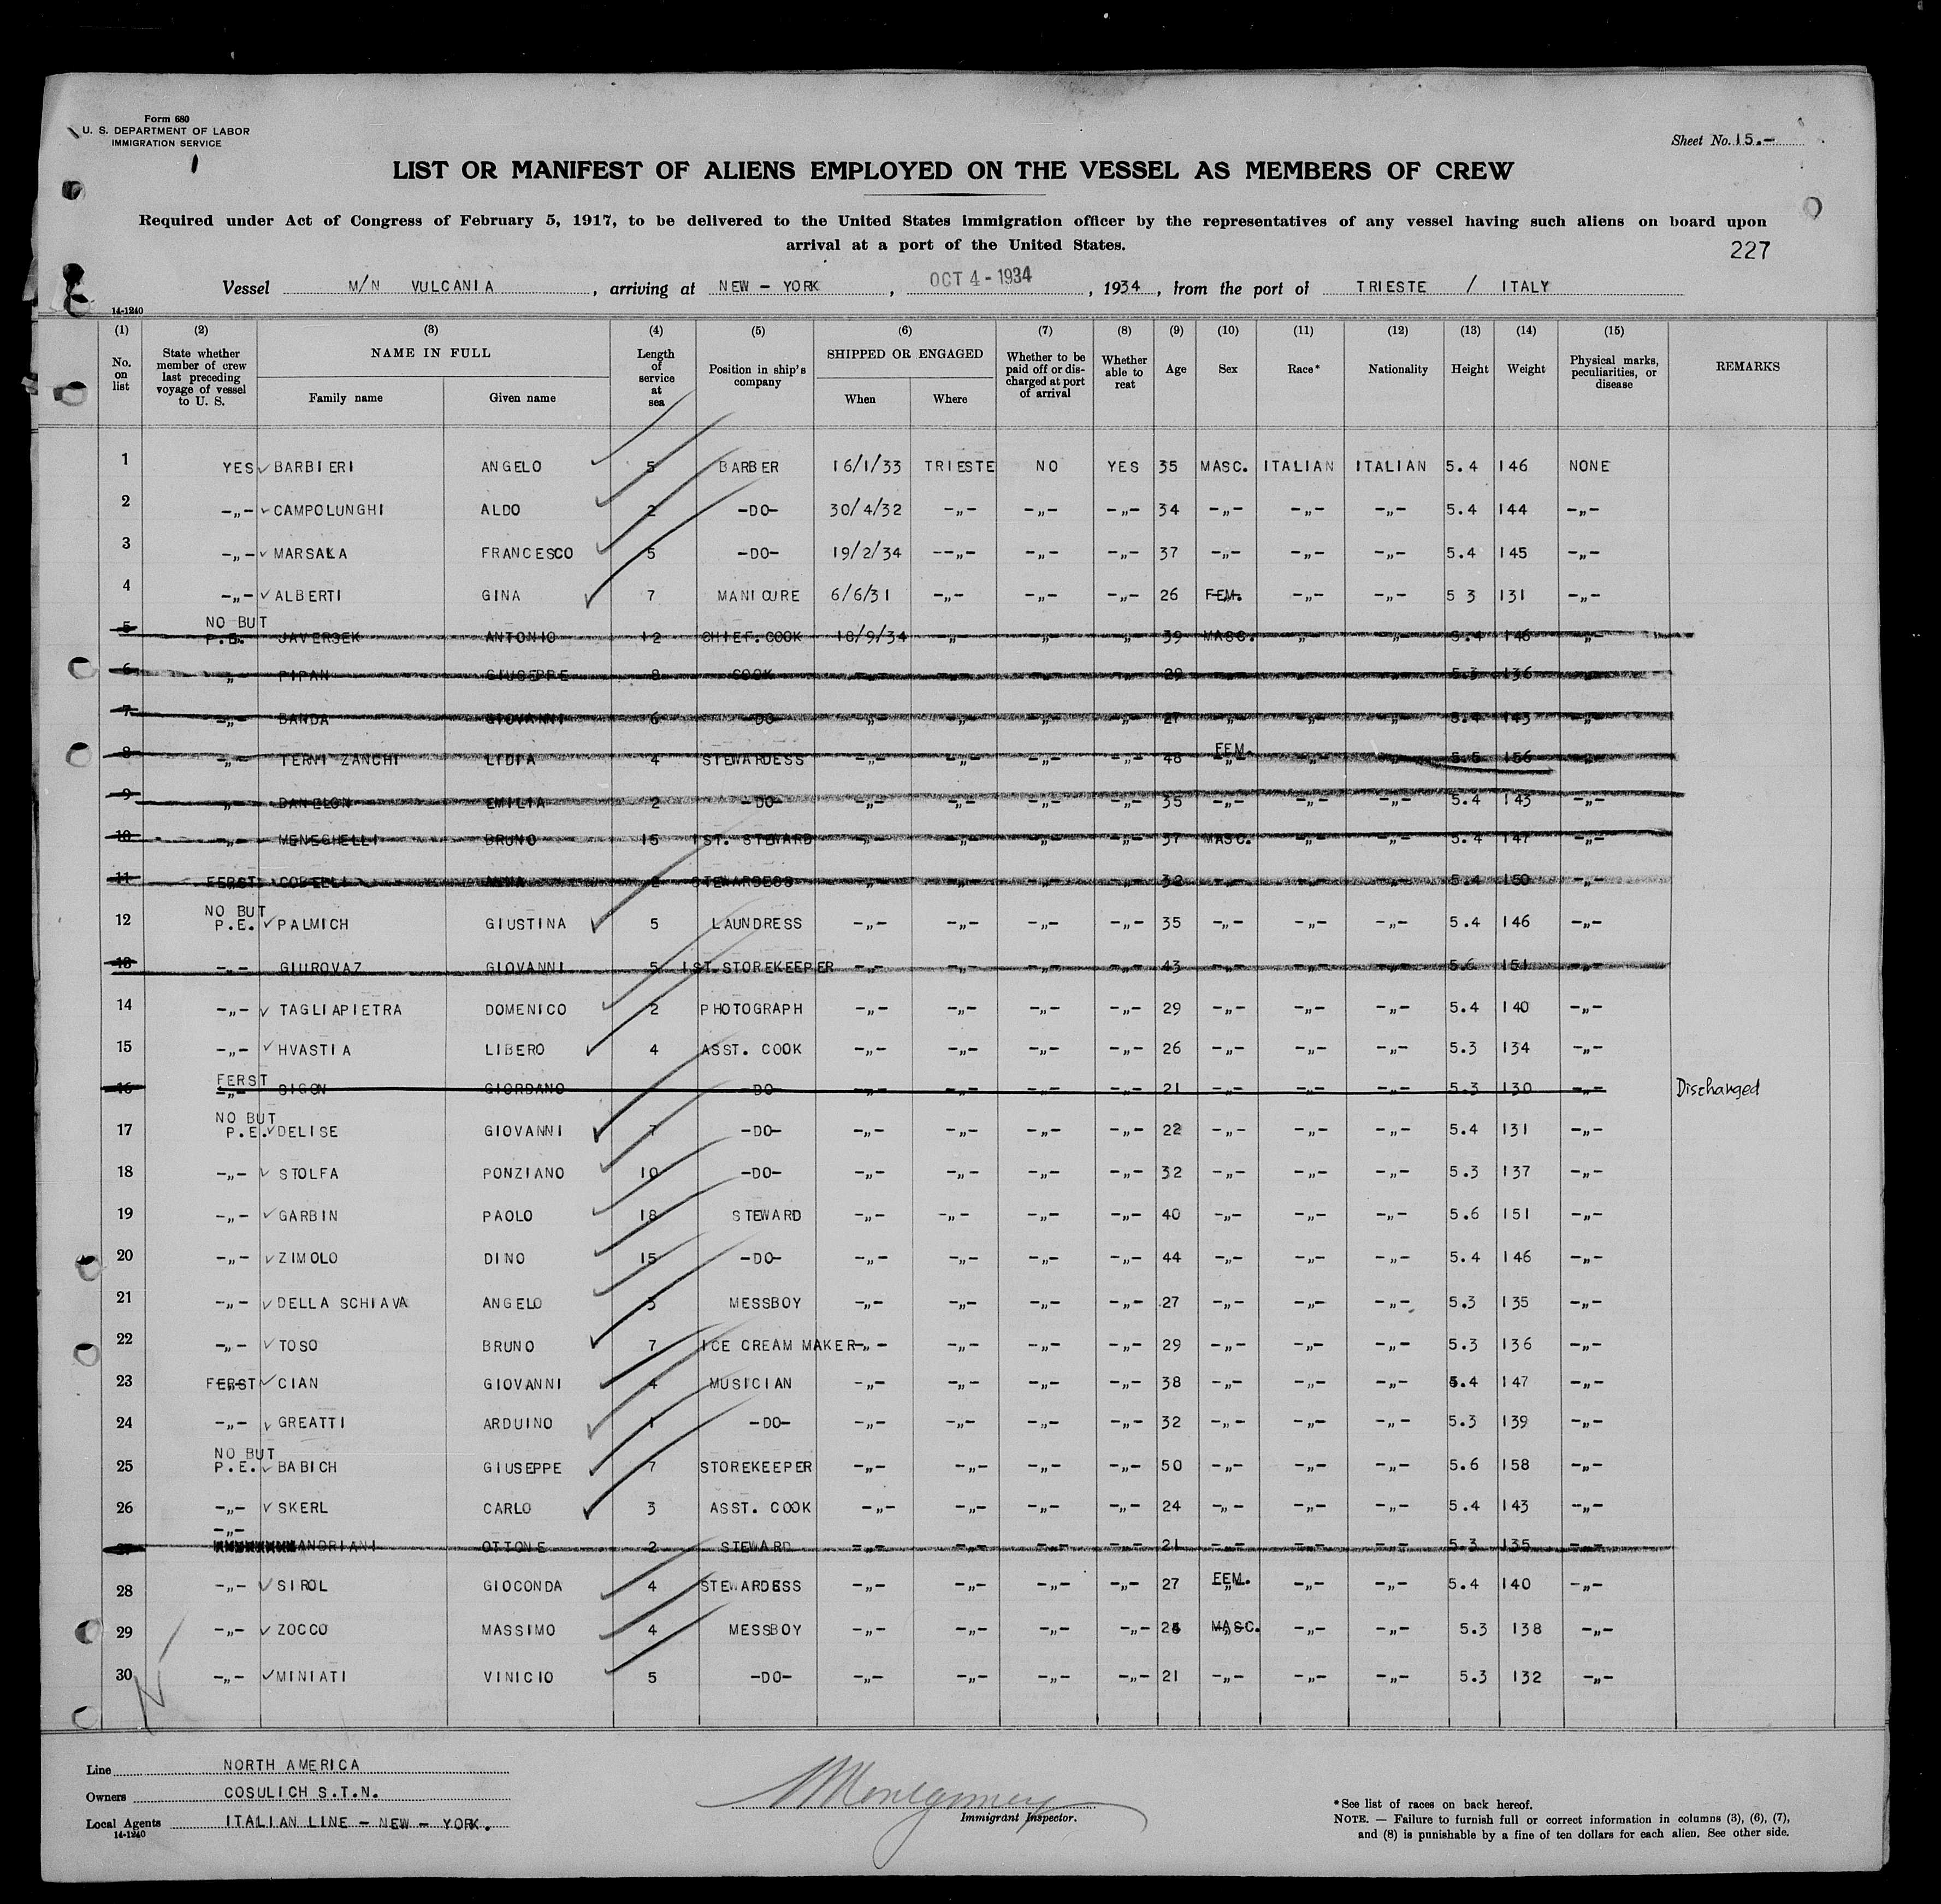 Form 680
U. S. DEPARTMENT OF LABOR
IMMIGRATION SERVICE
Sheet No. 15.-
LIST OR MANIFEST OF ALIENS EMPLOYED ON THE VESSEL AS MEMBERS OF CREW
Required under Act of Congress of February 5, 1917, to be delivered to the United States immigration officer by the representatives of any vessel having such aliens on board upon
arrival at a port of the United States.
227
Vessel M/N VULCANIA, arriving at NEW - YORK, OCT 4 - 1934, 1934, from the port of TRIESTE / ITALY
14-1240
(1) (2) (3) (4) (5) (6) (7) (8) (9) (10) (11) (12) (13) (14) (15)
No. on list State whether member of crew last preceding voyage of vessel to U. S. NAME IN FULL Family name Given name Length of service at sea Position in ship's company SHIPPED OR ENGAGED When Where Whether to be paid off or discharged at port of arrival Whether able to reat Age Sex Race* Nationality Height Weight Physical marks, peculiarities, or disease REMARKS
1 YES BARBIERI ANGELO 5 BARBER 16/1/33 TRIESTE NO YES 35 MASC. ITALIAN ITALIAN 5.4 146 NONE
2 -„- CAMPOLUNGHI ALDO 2 -DO- 30/4/32 -„- -„- -„- 34 -„- -„- -„- 5.4 144 -„-
3 -„- MARSALA FRANCESCO 5 -DO- 19/2/34 --„- -„- -„- 37 -„- -„- -„- 5.4 145 -„-
4 -„- ALBERTI GINA 7 MANICURE 6/6/31 -„- -„- -„- 26 FEM. -„- -„- 5 3 131 -„-
5 NO BUT P.E. JAVERSEK ANTONIO 12 CHIEF.COOK 18/9/34 „ „ „ 39 MASC. „ „ 5.4 146 „-
6 „ PIPAN GIUSEPPE 8 COOK -„- -„- -„- -„- 29 -„- -„- -„- 5.3 136 -„-
7 -„- BANDA GIOVANNI 6 -DO- -„- -„- -„- -„- 27 -„- -„- -„- 5.4 143 -„-
8 -„- TERMI ZANCHI LIDIA 4 STEWARDESS -„- -„- -„- -„- 48 FEM. -„- -„- 5.5 156 -„-
9 „- DANELON EMILIA 2 -DO- -„- -„- -„- -„- 35 -„- -„- -„- 5.4 143 -„-
10 -„- MENEGHELLI BRUNO 15 1ST. STEWARD -„- -„- -„- -„- 37 MASC. -„- -„- 5.4 147 -„-
11 FERST COBELLI STEWARDESS -„- -„- -„- -„- 32 -„- -„- -„- 5.4 150 -„-
12 NO BUT P.E. PALMICH GIUSTINA 5 LAUNDRESS -„- -„- -„- -„- 35 -„- -„- -„- 5.4 146 -„-
13 -„- GIUROVAZ GIOVANNI 5 1ST.STOREKEEPER -„- -„- -„- -„- 43 -„- -„- -„- 5.6 151 -„-
14 -„- TAGLIAPIETRA DOMENICO 2 PHOTOGRAPH -„- -„- -„- -„- 29 -„- -„- -„- 5.4 140 -„-
15 -„- HVASTIA LIBERO 4 ASST. COOK -„- -„- -„- -„- 26 -„- -„- -„- 5.3 134 -„-
16 FERST SIGON GIORDANO -DO- -„- -„- -„- -„- 21 -„- -„- -„- 5.3 130 -„- Discharged
17 NO BUT P.E. DELISE GIOVANNI 7 -DO- -„- -„- -„- -„- 22 -„- -„- -„- 5.4 131 -„-
18 -„- STOLFA PONZIANO 10 -DO- -„- -„- -„- -„- 32 -„- -„- -„- 5.3 137 -„-
19 -„- GARBIN PAOLO 18 STEWARD -„- -„- -„- -„- 40 -„- -„- -„- 5.6 151 -„-
20 -„- ZIMOLO DINO 15 -DO- -„- -„- -„- -„- 44 -„- -„- -„- 5.4 146 -„-
21 -„- DELLA SCHIAVA ANGELO 3 MESSBOY -„- -„- -„- -„- 27 -„- -„- -„- 5.3 135 -„-
22 -„- TOSO BRUNO 7 ICE CREAM MAKER -„- -„- -„- -„- 29 -„- -„- -„- 5.3 136 -„-
23 FERST CIAN GIOVANNI 4 MUSICIAN -„- -„- -„- -„- 38 -„- -„- -„- 5.4 147 -„-
24 -„- GREATTI ARDUINO 1 -DO- -„- -„- -„- -„- 32 -„- -„- -„- 5.3 139 -„-
25 NO BUT P.E. BABICH GIUSEPPE 7 STOREKEEPER -„- -„- -„- -„- 50 -„- -„- -„- 5.6 158 -„-
26 -„- SKERL CARLO 3 ASST. COOK -„- -„- -„- -„- 24 -„- -„- -„- 5.4 143 -„-
27 -„- ANDRIANI OTTONE 2 STEWARD -„- -„- -„- -„- 21 -„- -„- -„- 5.3 135 -„-
28 -„- SIROL GIOCONDA 4 STEWARDESS -„- -„- -„- -„- 27 FEM. -„- -„- 5.4 140 -„-
29 -„- ZOCCO MASSIMO 4 MESSBOY -„- -„- -„- -„- MASC. -„- -„- 5.3 138 -„-
30 -„- MINIATI VINICIO 5 -DO- -„- -„- -„- -„- 21 -„- -„- -„- 5.3 132 -„-
Line NORTH AMERICA
Owners COSULICH S.T.N.
Local Agents ITALIAN LINE - NEW - YORK.
14-1240
Montgomery
Immigrant Inspector.
*See list of races on back hereof.
NOTE. — Failure to furnish full or correct information in columns (3), (6), (7),
and (8) is punishable by a fine of ten dollars for each alien. See other side.